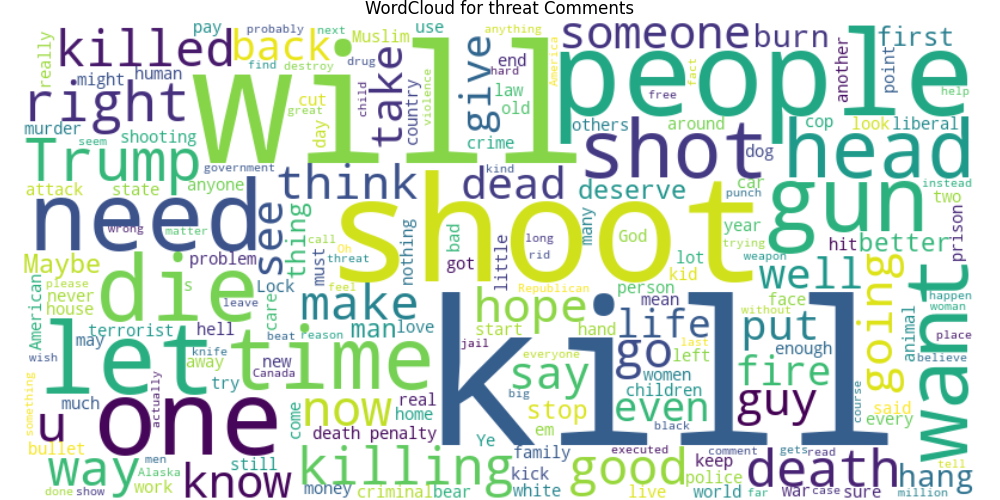 WordCloud for threat Comments
killed
pay
probably
next
use
anything
someone
burn
first
really
back
find
destroy
Muslim
drug
might
human
will
people
take
give
end
hard
America
fact
another
point
help
right
cut
great
day
child
country
violence
law
old
crime
free
murder
seem
shooting
others
around
cop
look
liberal
Trump
government
shot
dog
head
attack
state
anyone
think
kind
dead
deserve
car
punch
gun
instead
two
need
wrong
matter
see
thing
call
Oh
threat
shoot
bad
got
little
long
rid
many
God
lot
kid
year
trying
weapon
hit
better
prison
Maybe
problem
must
nothing
Republican
person
well
going
want
American
please
never
house
die
is
leave
Lock
care
feel
make
hope
mean
life
face
without
put
happen
woman
animal
place
believe
terrorist
may
hell
beat
reason
man
love
start
hand
go
left
last
enough
wish
let
knife
away
try
new
Canada
time
jail
everyone
say
women
children
fire
course
something
much
actually
one
come
now
real
home
kill
big
stop
even
black
guy
said
every
u
death penalty
em
bullet
way
men
Alaska
work
done
show
know
still
money
killing
criminal
bear
Ye
family
kick
white
good
executed
live
comment
keep
police
world
far
gets
read
death
war
case
sure
tell
million
hang